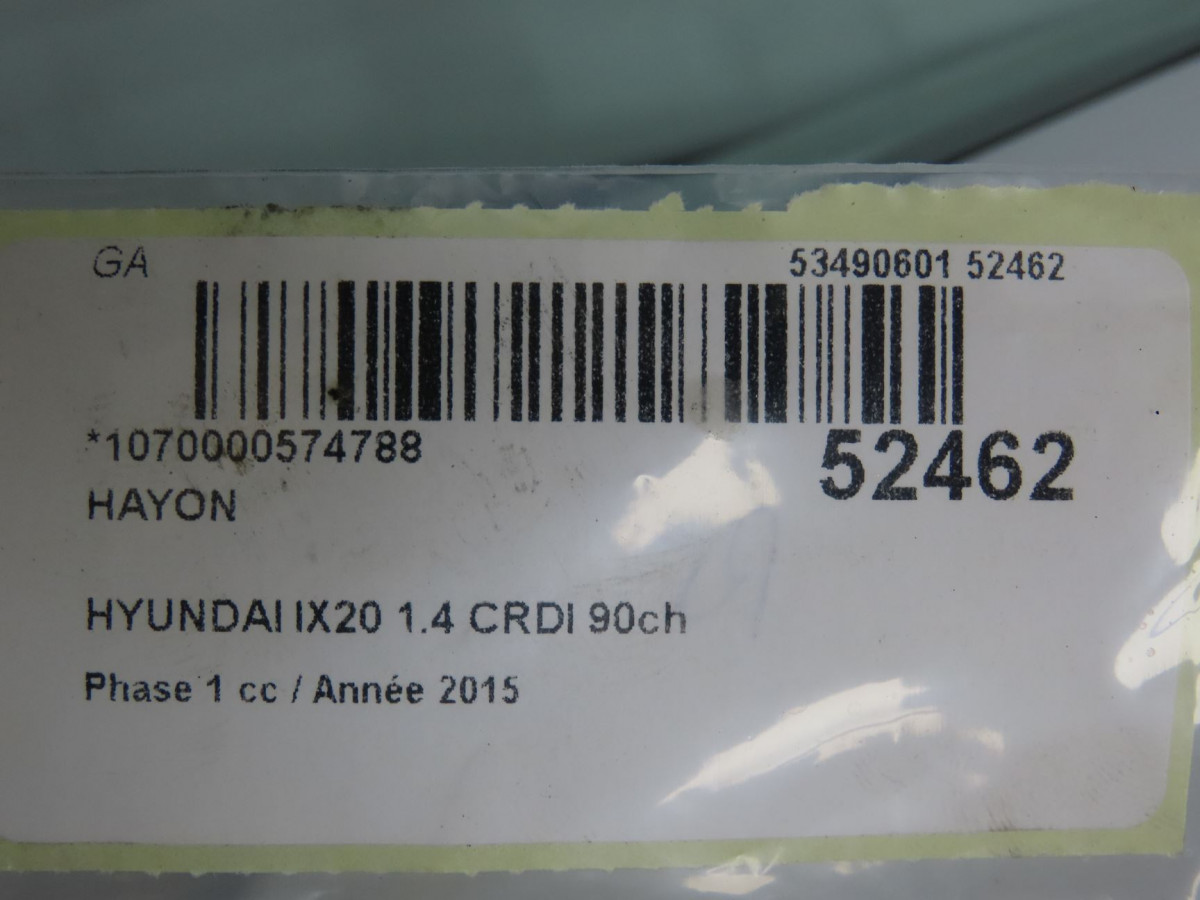 GA
53490601 52462
*1070000574788
52462
HAYON
HYUNDAI IX20 1.4 CRDI 90ch
Phase 1 cc / Année 2015